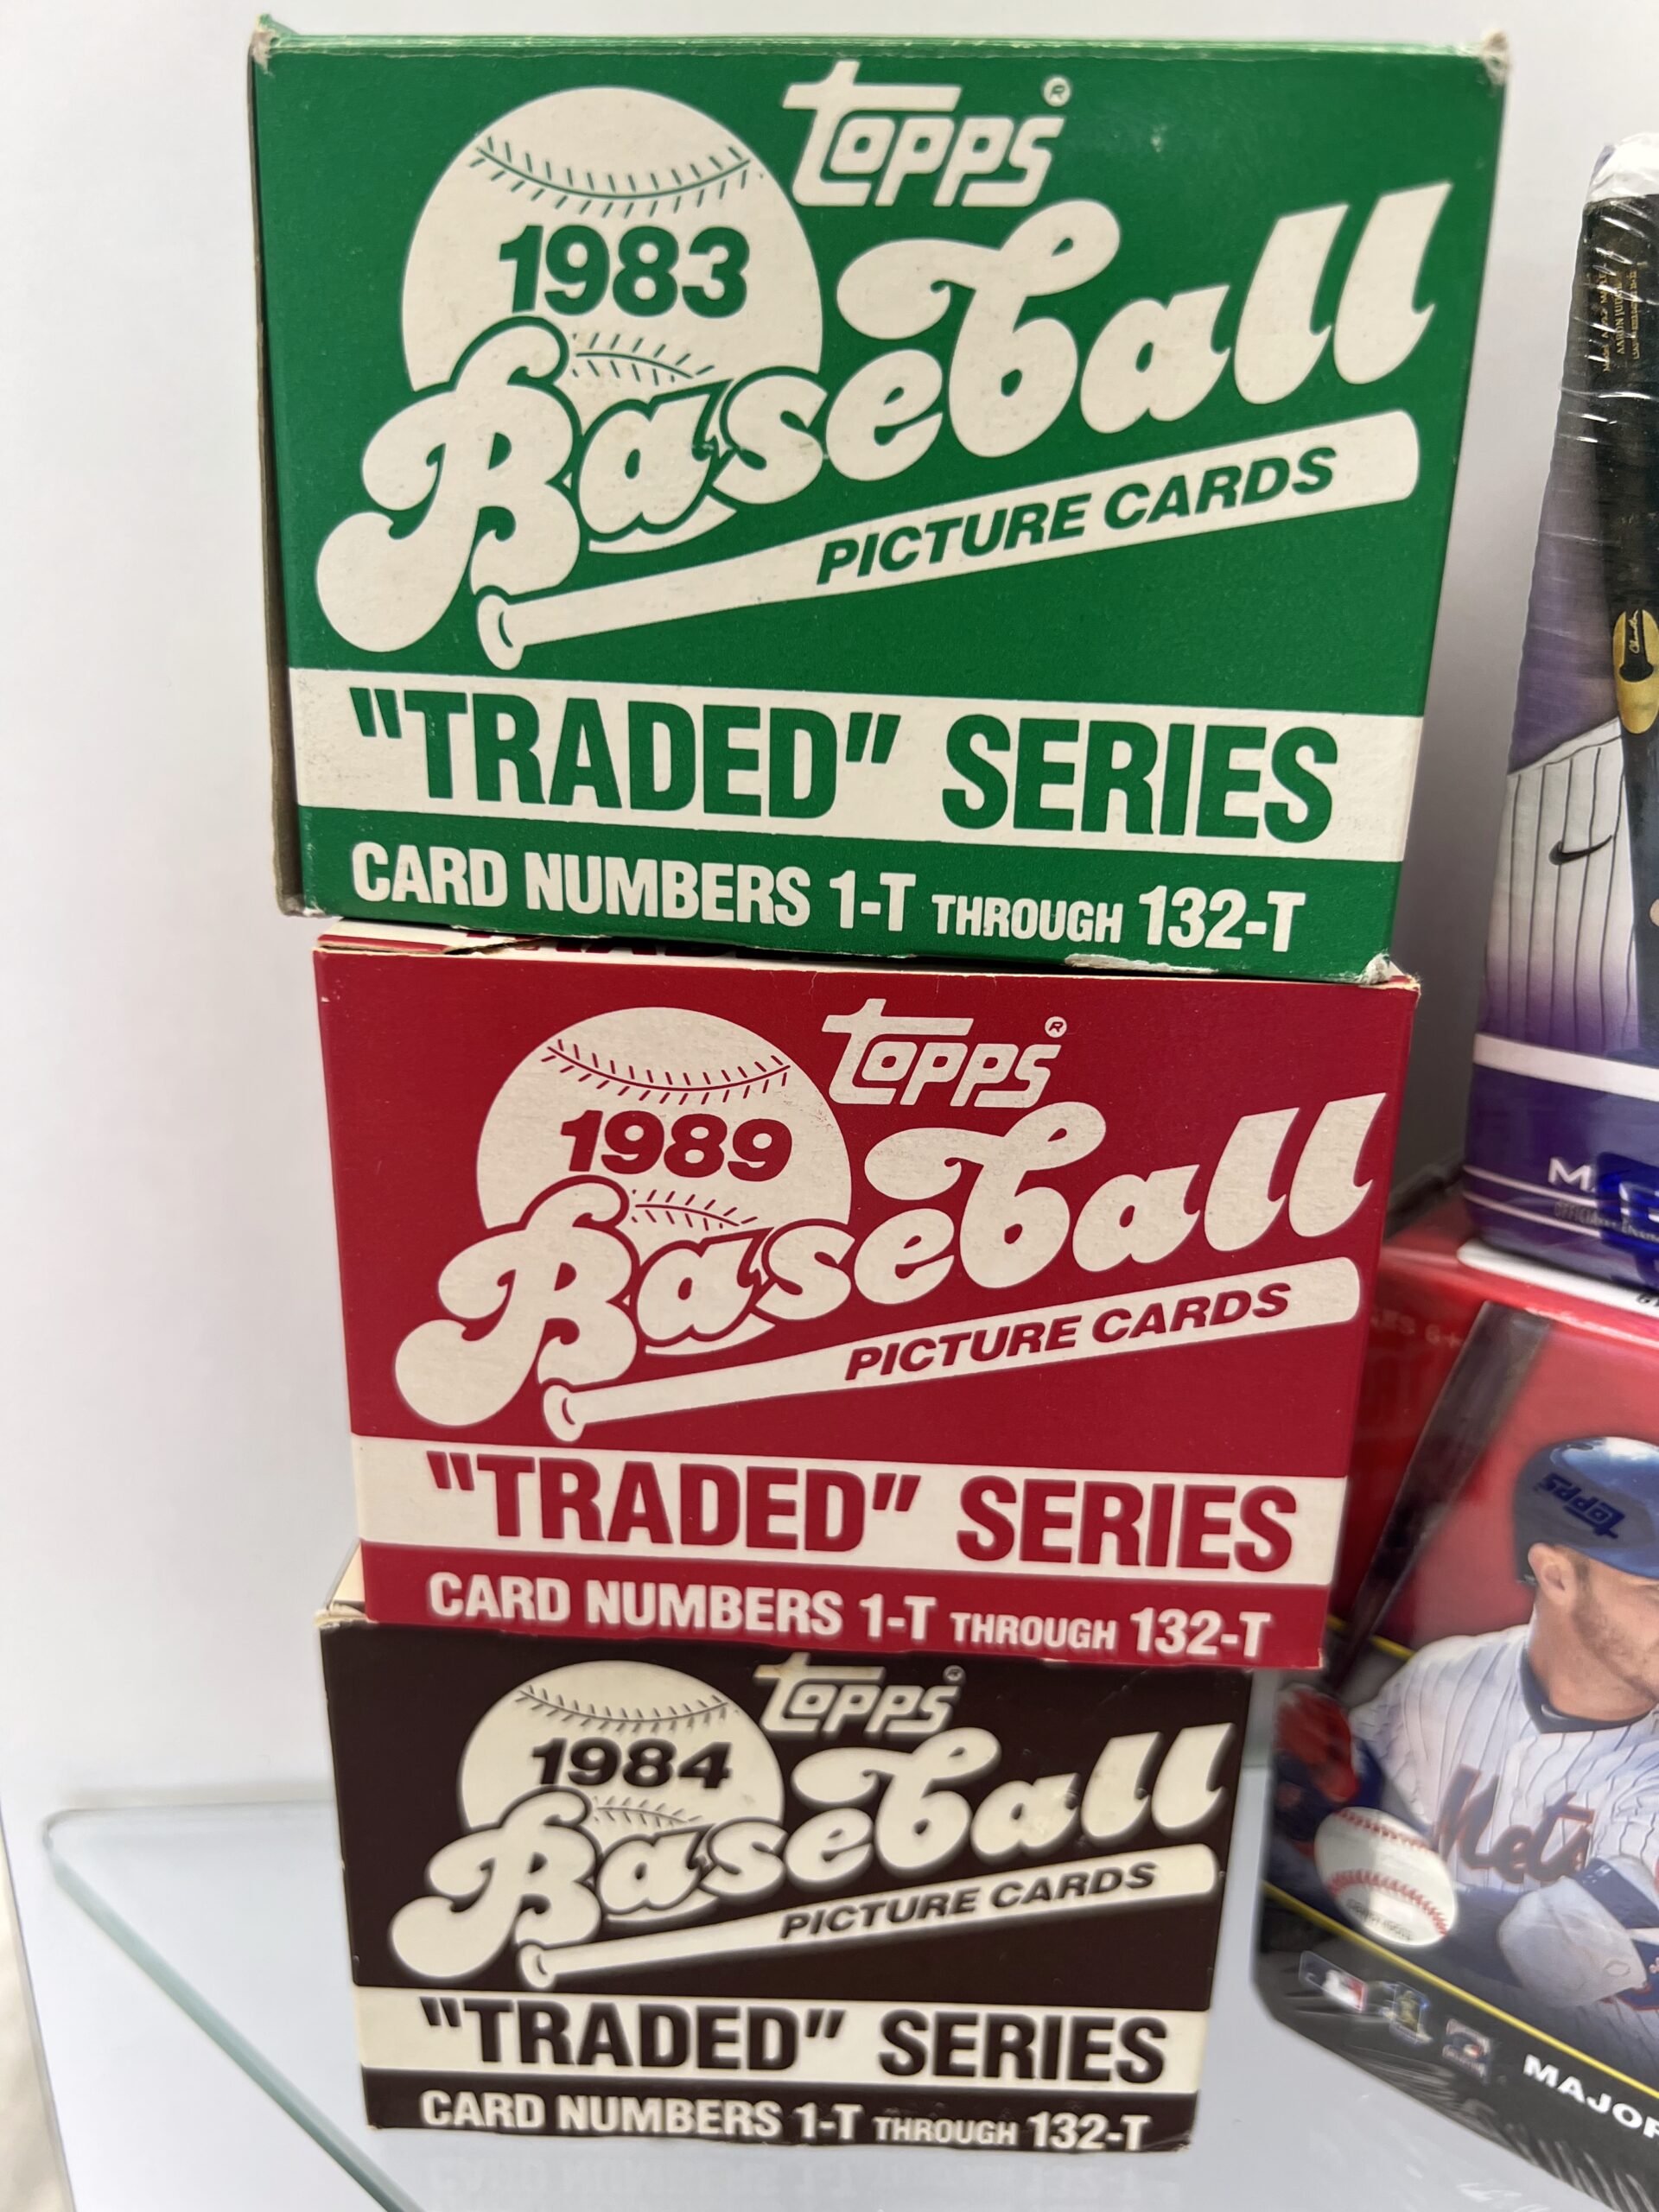 Topps®
1983
Baseball
PICTURE CARDS
"TRADED" SERIES
CARD NUMBERS 1-T THROUGH 132-T
Topps®
1989
Baseball
PICTURE CARDS
"TRADED" SERIES
CARD NUMBERS 1-T THROUGH 132-T
Topps®
1984
Baseball
PICTURE CARDS
"TRADED" SERIES
CARD NUMBERS 1-T THROUGH 132-T
AARON JUDGE
Topps
Mets
MAJOR